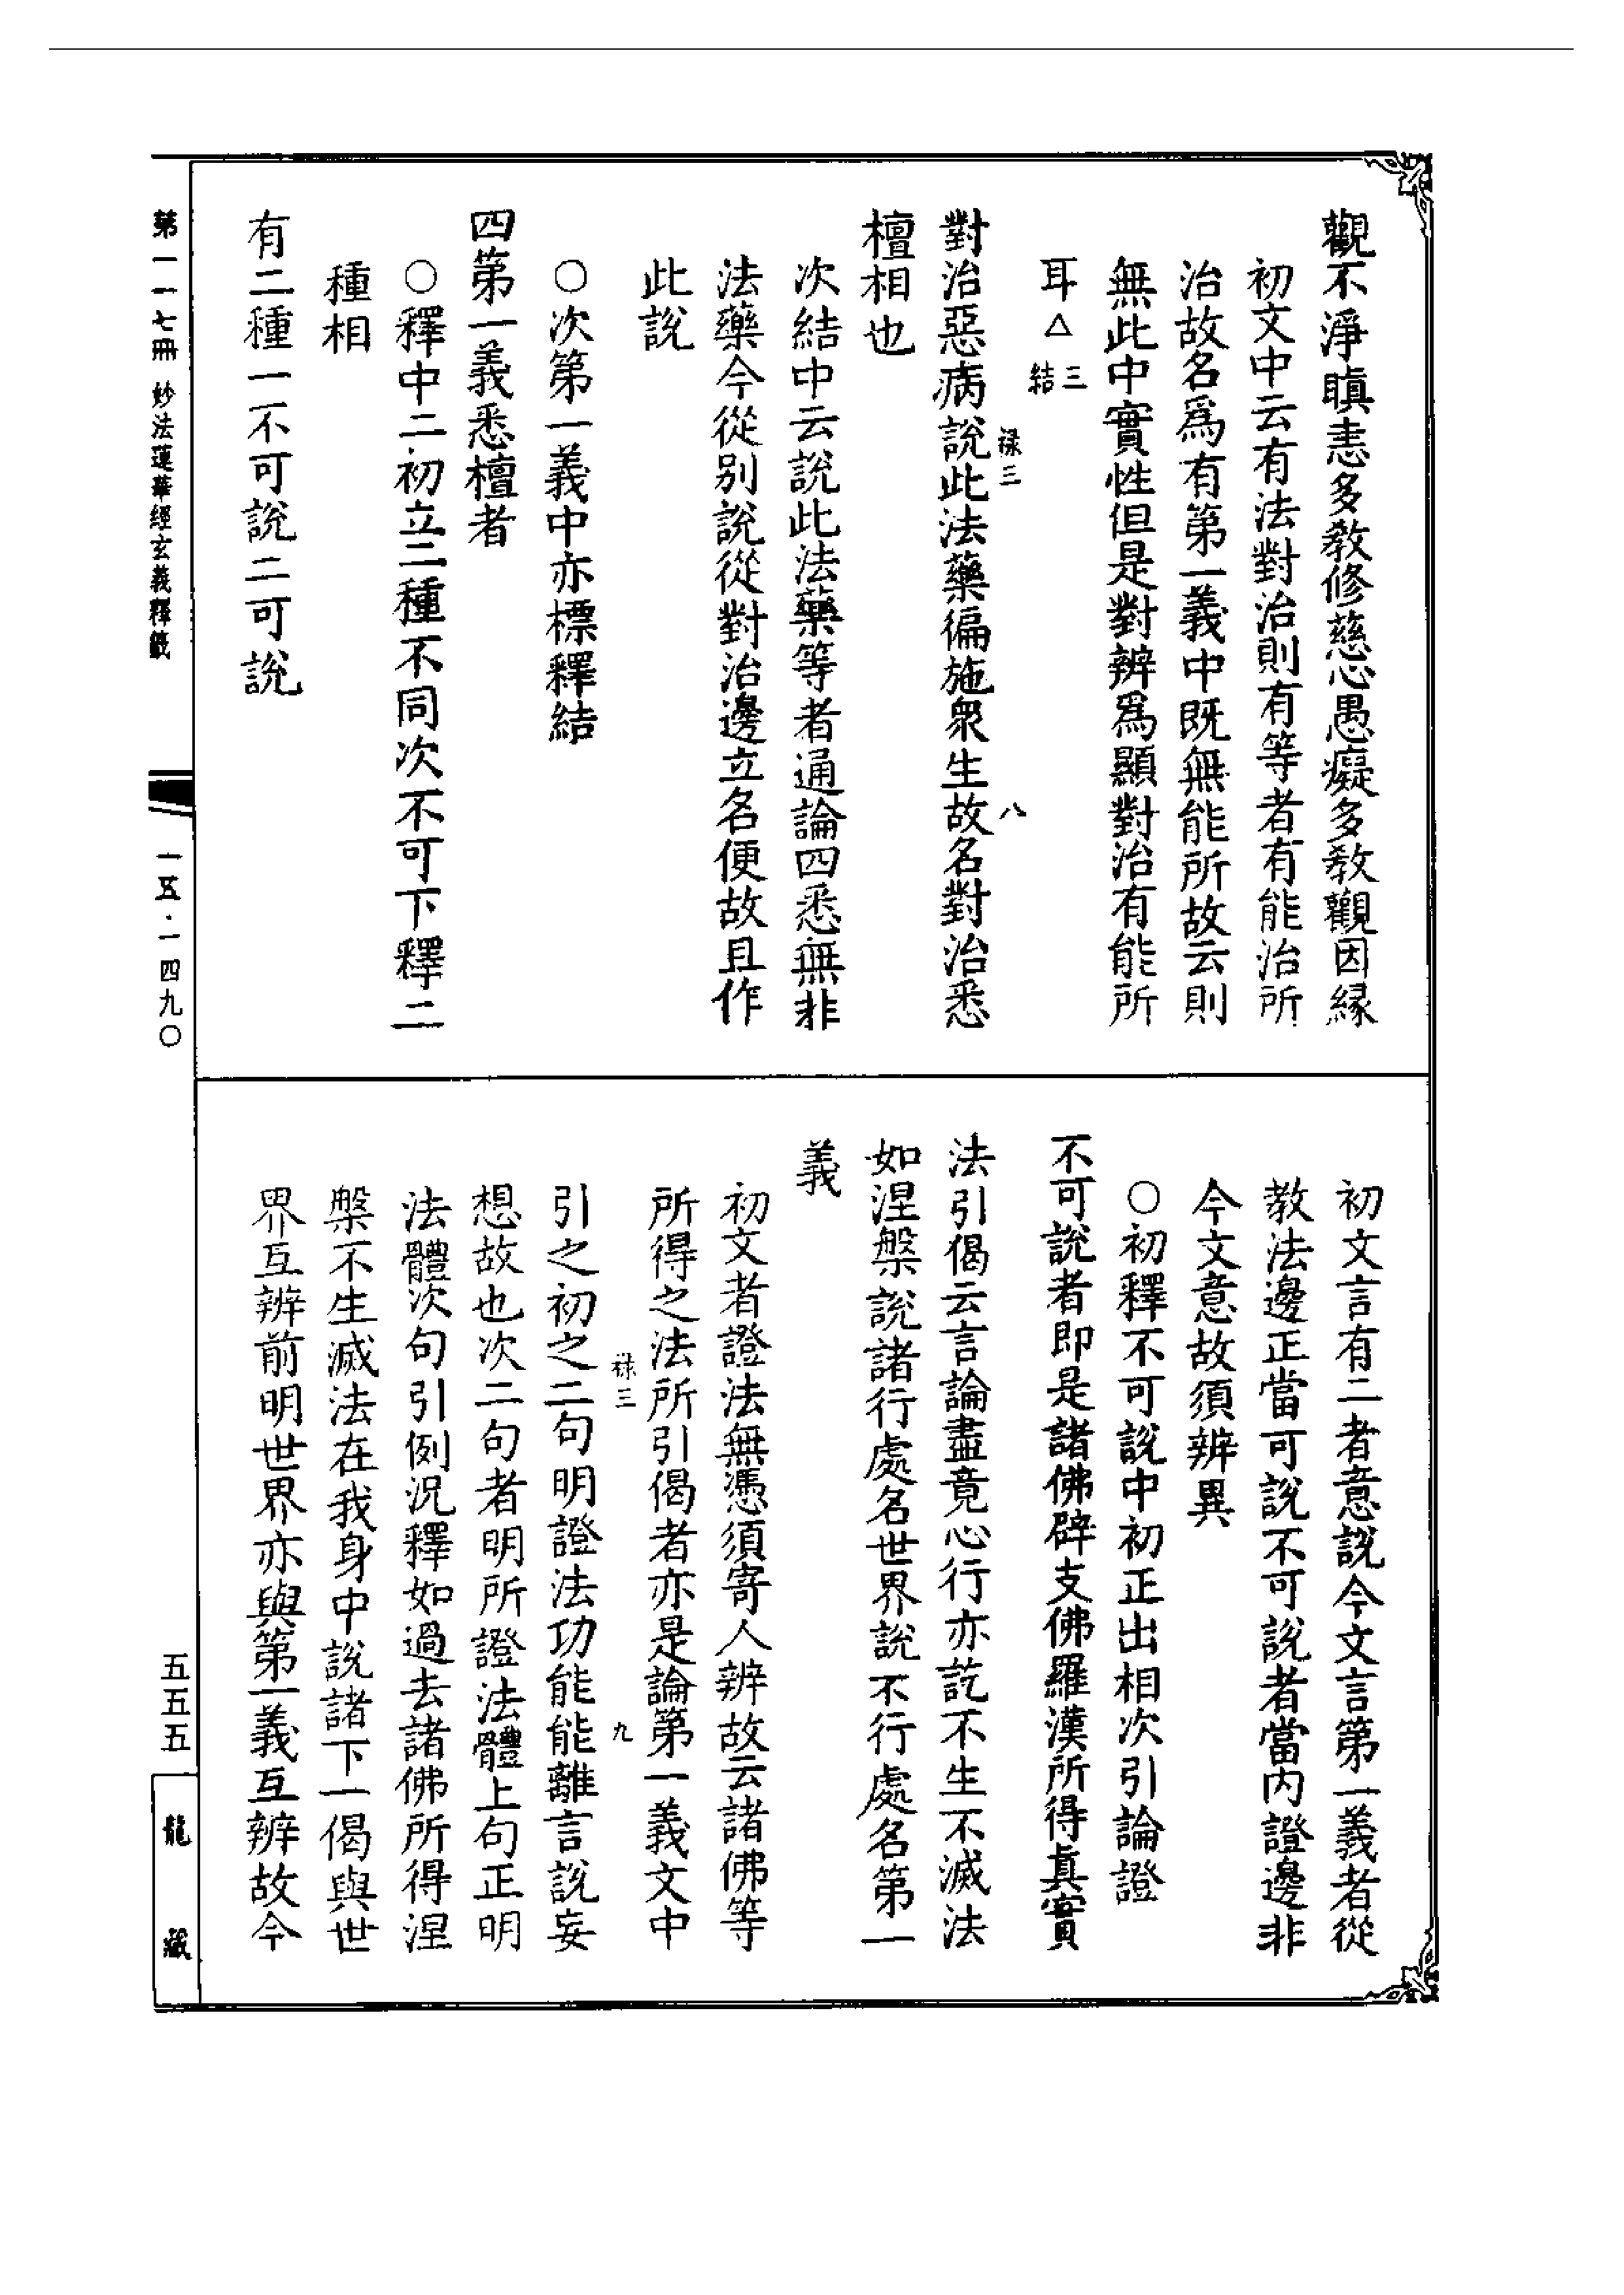 觀不淨瞋恚多教修慈心愚癡多教觀因緣
初文中云有法對治則有等者有能治所
治故名爲有第一義中既無能所故云則
無此中實性但是對辨爲顯對治有能所
耳△三結
對治惡病說此法藥徧施衆生故名對治悉
祿三
八
檀相也
次結中云說此法藥等者通論四悉無非
法藥今從別說從對治邊立名便故且作
此說
○次第一義中亦標釋結
四第一義悉檀者
○釋中二初立二種不同次不可下釋二
種相
有二種一不可說二可說
初文言有二者意說今文言第一義者從
教法邊正當可說不可說者當內證邊非
今文意故須辨異
○初釋不可說中初正出相次引論證
不可說者即是諸佛辟支佛羅漢所得眞實
法引偈云言論盡竟心行亦訖不生不滅法
如涅槃說諸行處名世界說不行處名第一
義
初文者證法無憑須寄人辨故云諸佛等
所得之法所引偈者亦是論第一義文中
祿三
九
引之初之二句明證法功能能離言說妄
想故也次二句者明所證法體上句正明
法體次句引例況釋如過去諸佛所得涅
槃不生滅法在我身中說諸下一偈與世
界互辨前明世界亦與第一義互辨故今
第一一七冊 妙法蓮華經玄義釋籤
一五·一四九〇
五五五
龍藏